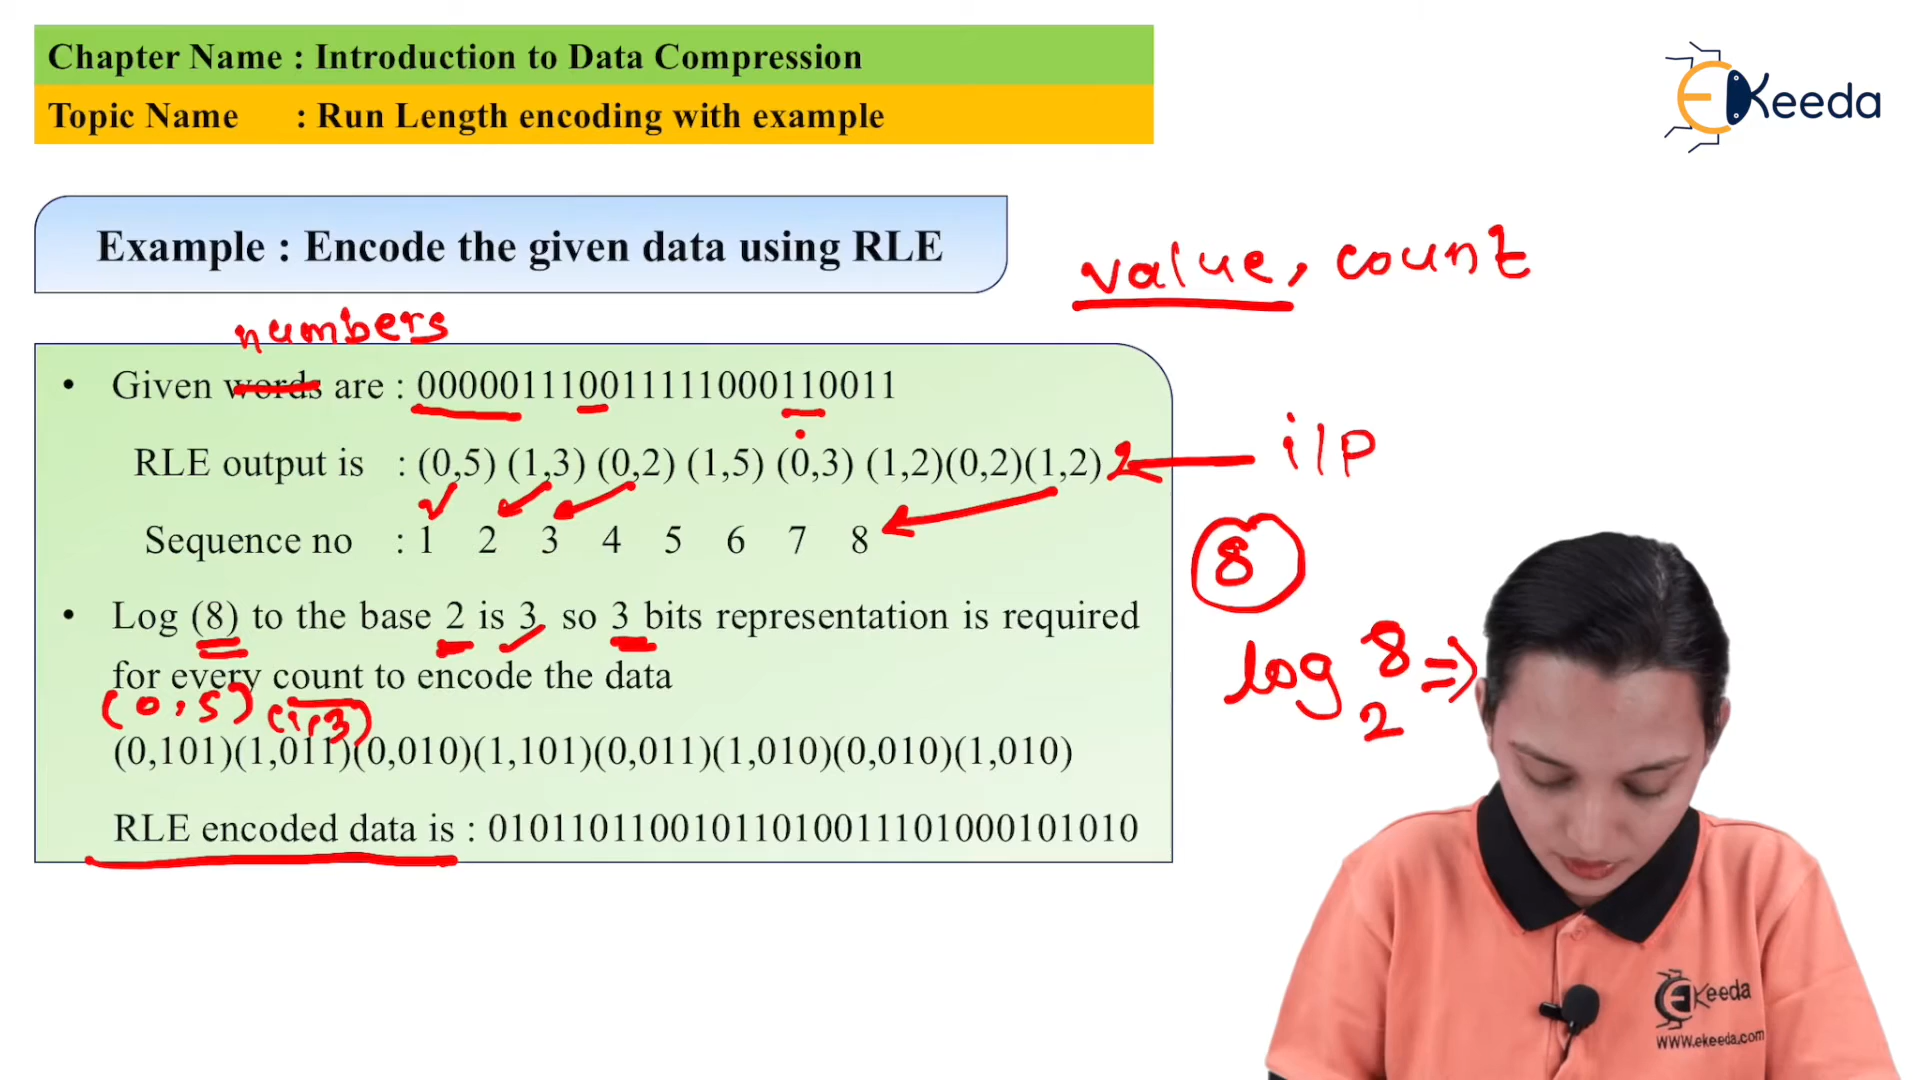 Chapter Name : Introduction to Data Compression
Topic Name : Run Length encoding with example
EKeeda
Example : Encode the given data using RLE
value, count
numbers
• Given words are : 000001110011111000110011
RLE output is : (0,5) (1,3) (0,2) (1,5) (0,3) (1,2)(0,2)(1,2)
i/p
Sequence no : 1 2 3 4 5 6 7 8
8
• Log (8) to the base 2 is 3, so 3 bits representation is required
for every count to encode the data
log 8 =>
2
(0,5) (1,3)
(0,101)(1,011)(0,010)(1,101)(0,011)(1,010)(0,010)(1,010)
RLE encoded data is : 01011011001011010011101000101010
EKeeda
www.ekeeda.com